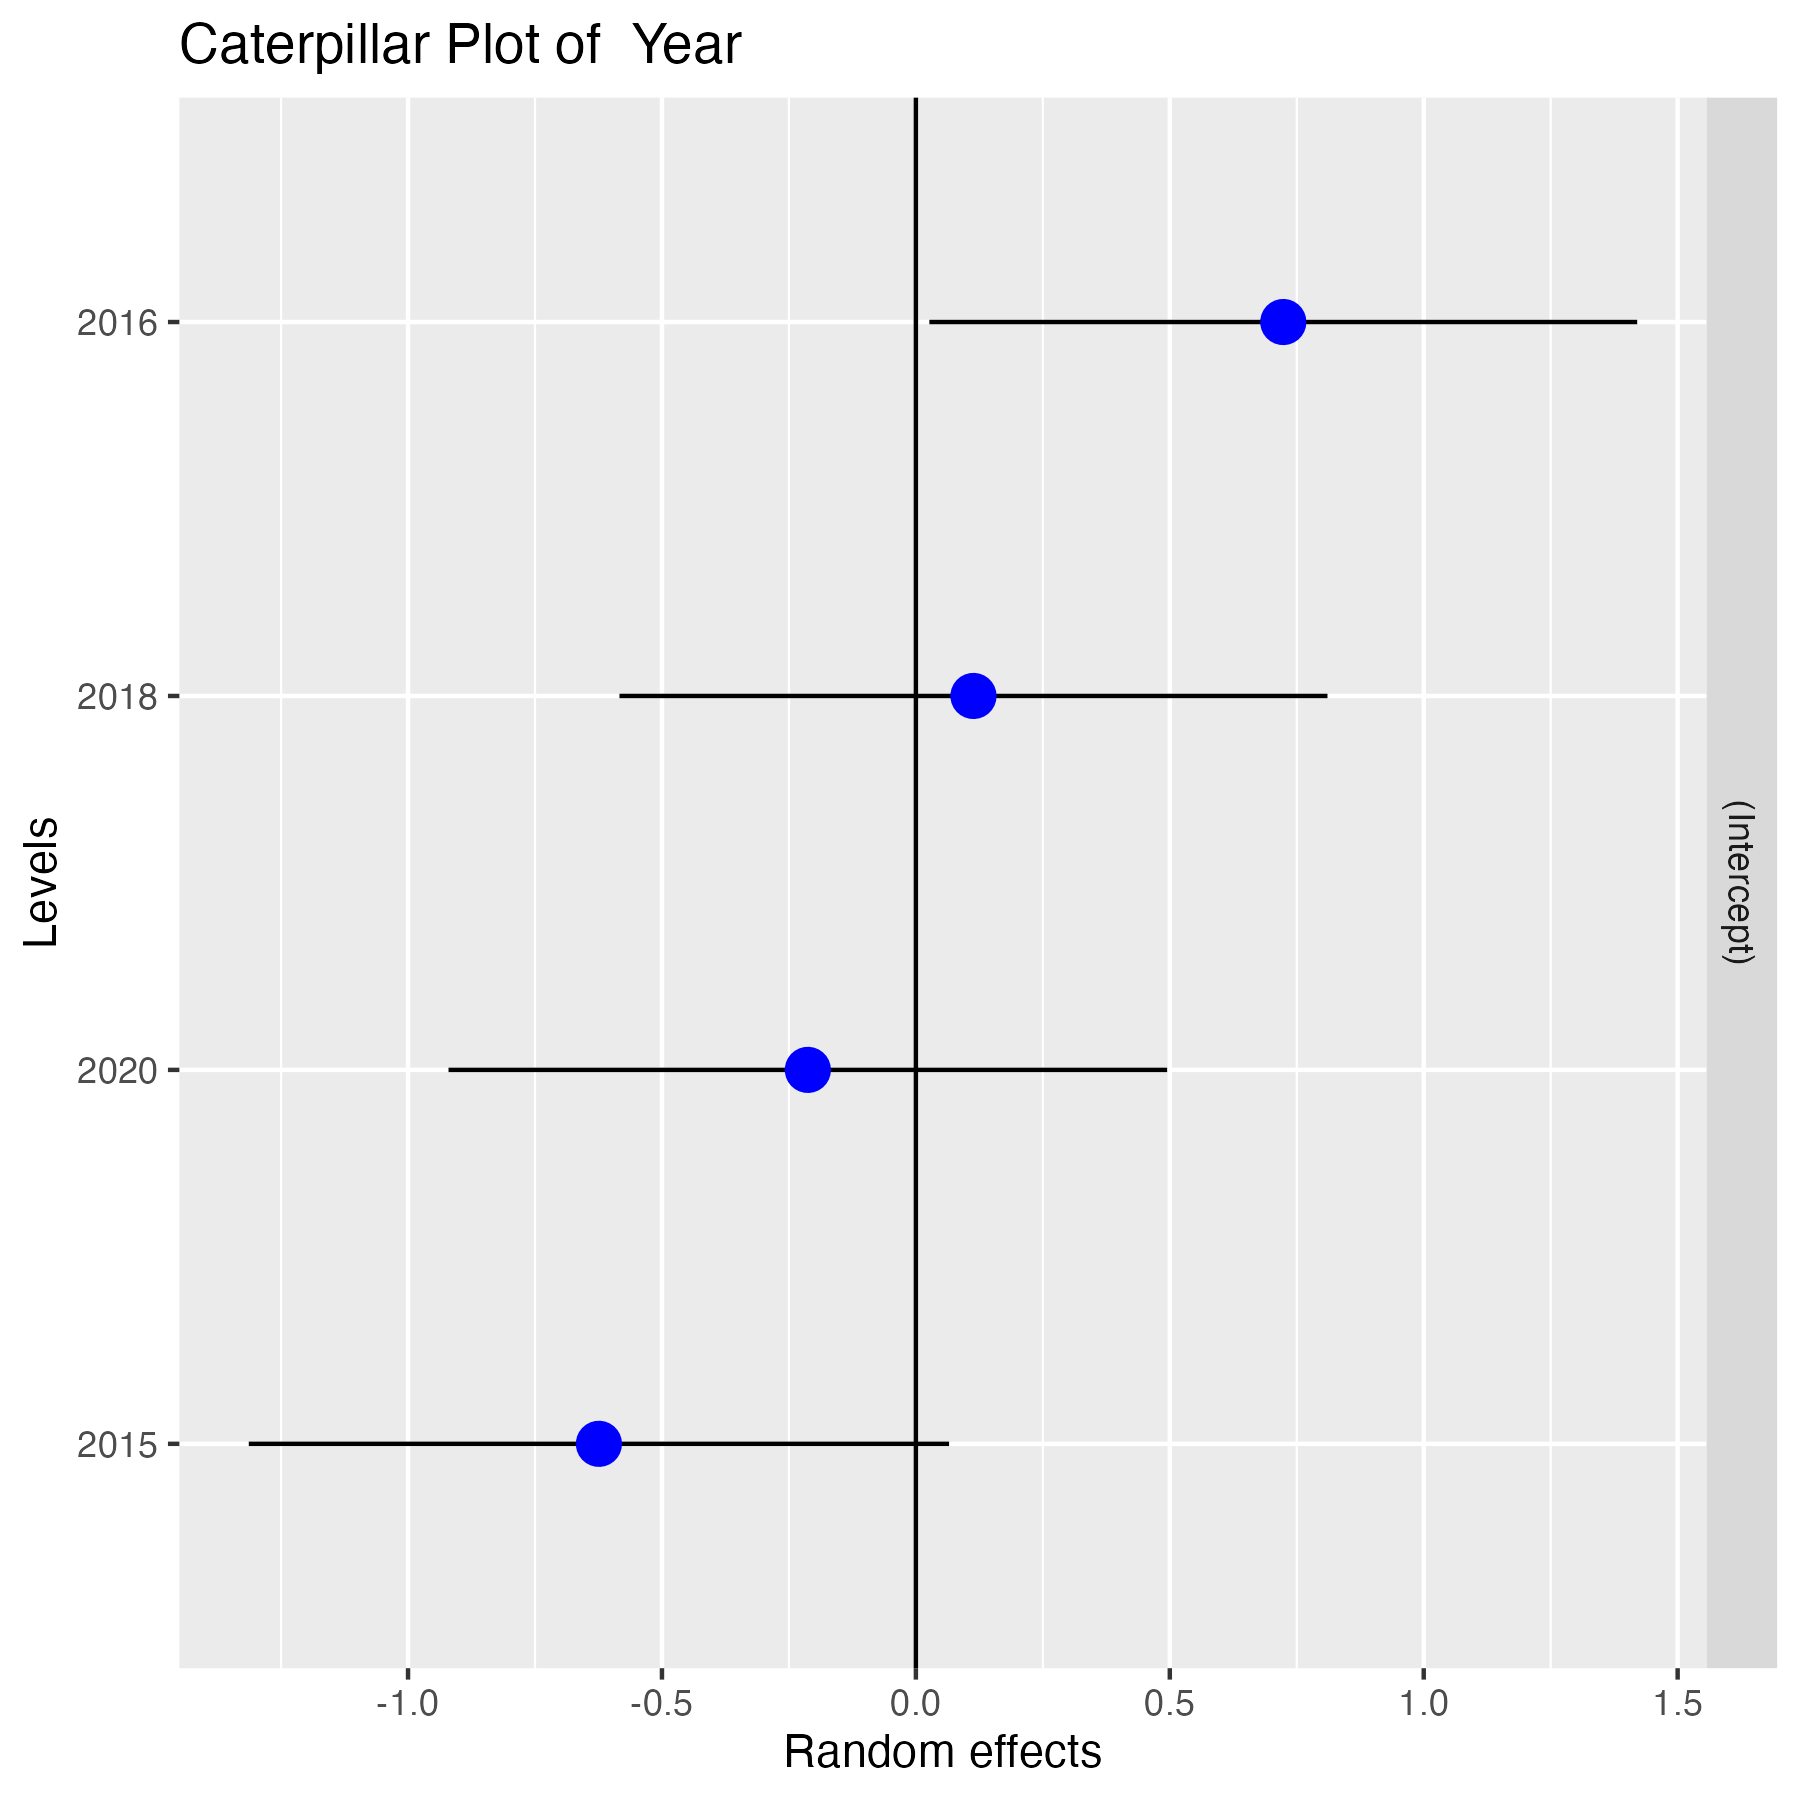 Caterpillar Plot of  Year
2016
2018
2020
2015
Levels
(Intercept)
-1.0
-0.5
0.0
0.5
1.0
1.5
Random effects